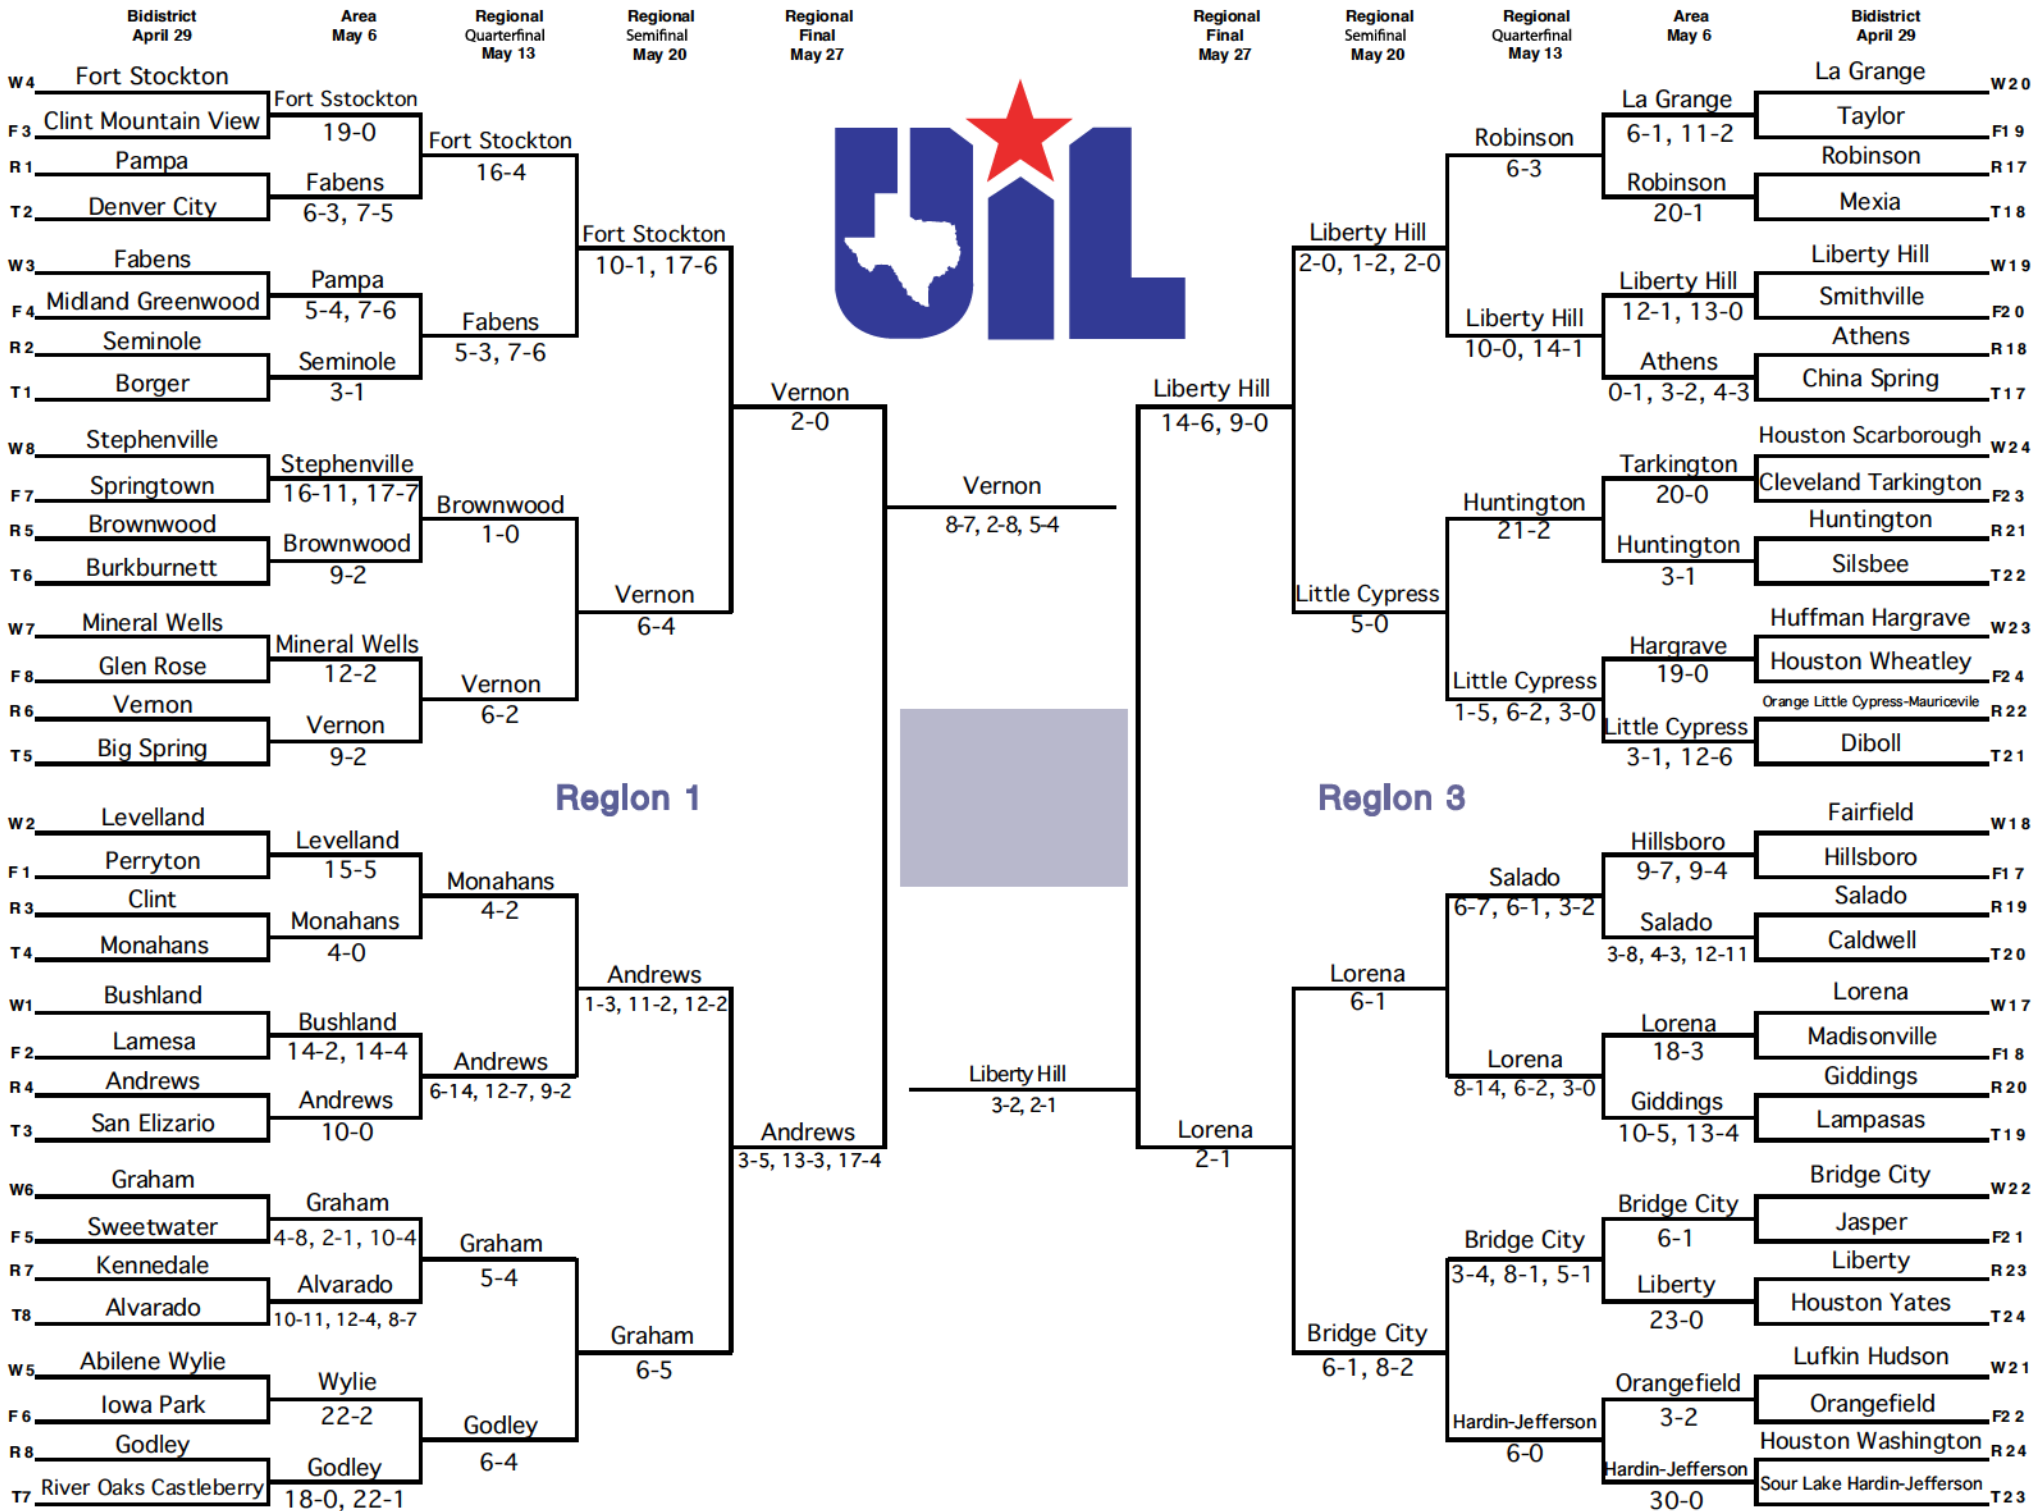 Bidistrict
April 29
Area
May 6
Regional
Quarterfinal
May 13
Regional
Semifinal
May 20
Regional
Final
May 27
Regional
Final
May 27
Regional
Semifinal
May 20
Regional
Quarterfinal
May 13
Area
May 6
Bidistrict
April 29
W4 Fort Stockton
F3 Clint Mountain View
R1 Pampa
T2 Denver City
W3 Fabens
F4 Midland Greenwood
R2 Seminole
T1 Borger
W8 Stephenville
F7 Springtown
R5 Brownwood
T6 Burkburnett
W7 Mineral Wells
F8 Glen Rose
R6 Vernon
T5 Big Spring
W2 Levelland
F1 Perryton
R3 Clint
T4 Monahans
W1 Bushland
F2 Lamesa
R4 Andrews
T3 San Elizario
W6 Graham
F5 Sweetwater
R7 Kennedale
T8 Alvarado
W5 Abilene Wylie
F6 Iowa Park
R8 Godley
T7 River Oaks Castleberry
Fort Sstockton
19-0
Fabens
6-3, 7-5
Pampa
5-4, 7-6
Seminole
3-1
Stephenville
16-11, 17-7
Brownwood
9-2
Mineral Wells
12-2
Vernon
9-2
Levelland
15-5
Monahans
4-0
Bushland
14-2, 14-4
Andrews
10-0
Graham
4-8, 2-1, 10-4
Alvarado
10-11, 12-4, 8-7
Wylie
22-2
Godley
18-0, 22-1
Fort Stockton
16-4
Fabens
5-3, 7-6
Brownwood
1-0
Vernon
6-2
Monahans
4-2
Andrews
6-14, 12-7, 9-2
Graham
5-4
Godley
6-4
Fort Stockton
10-1, 17-6
Vernon
6-4
Andrews
1-3, 11-2, 12-2
Graham
6-5
Vernon
2-0
Andrews
3-5, 13-3, 17-4
Region 1
UIL
Vernon
8-7, 2-8, 5-4
Liberty Hill
3-2, 2-1
Region 3
Liberty Hill
14-6, 9-0
Lorena
2-1
Liberty Hill
2-0, 1-2, 2-0
Little Cypress
5-0
Lorena
6-1
Bridge City
6-1, 8-2
Robinson
6-3
Liberty Hill
10-0, 14-1
Huntington
21-2
Little Cypress
1-5, 6-2, 3-0
Salado
6-7, 6-1, 3-2
Lorena
8-14, 6-2, 3-0
Bridge City
3-4, 8-1, 5-1
Hardin-Jefferson
6-0
La Grange
6-1, 11-2
Robinson
20-1
Liberty Hill
12-1, 13-0
Athens
0-1, 3-2, 4-3
Tarkington
20-0
Huntington
3-1
Hargrave
19-0
Little Cypress
3-1, 12-6
Hillsboro
9-7, 9-4
Salado
3-8, 4-3, 12-11
Lorena
18-3
Giddings
10-5, 13-4
Bridge City
6-1
Liberty
23-0
Orangefield
3-2
Hardin-Jefferson
30-0
La Grange W20
Taylor F19
Robinson R17
Mexia T18
Liberty Hill W19
Smithville F20
Athens R18
China Spring T17
Houston Scarborough W24
Cleveland Tarkington F23
Huntington R21
Silsbee T22
Huffman Hargrave W23
Houston Wheatley F24
Orange Little Cypress-Mauricevile R22
Diboll T21
Fairfield W18
Hillsboro F17
Salado R19
Caldwell T20
Lorena W17
Madisonville F18
Giddings R20
Lampasas T19
Bridge City W22
Jasper F21
Liberty R23
Houston Yates T24
Lufkin Hudson W21
Orangefield F22
Houston Washington R24
Sour Lake Hardin-Jefferson T23